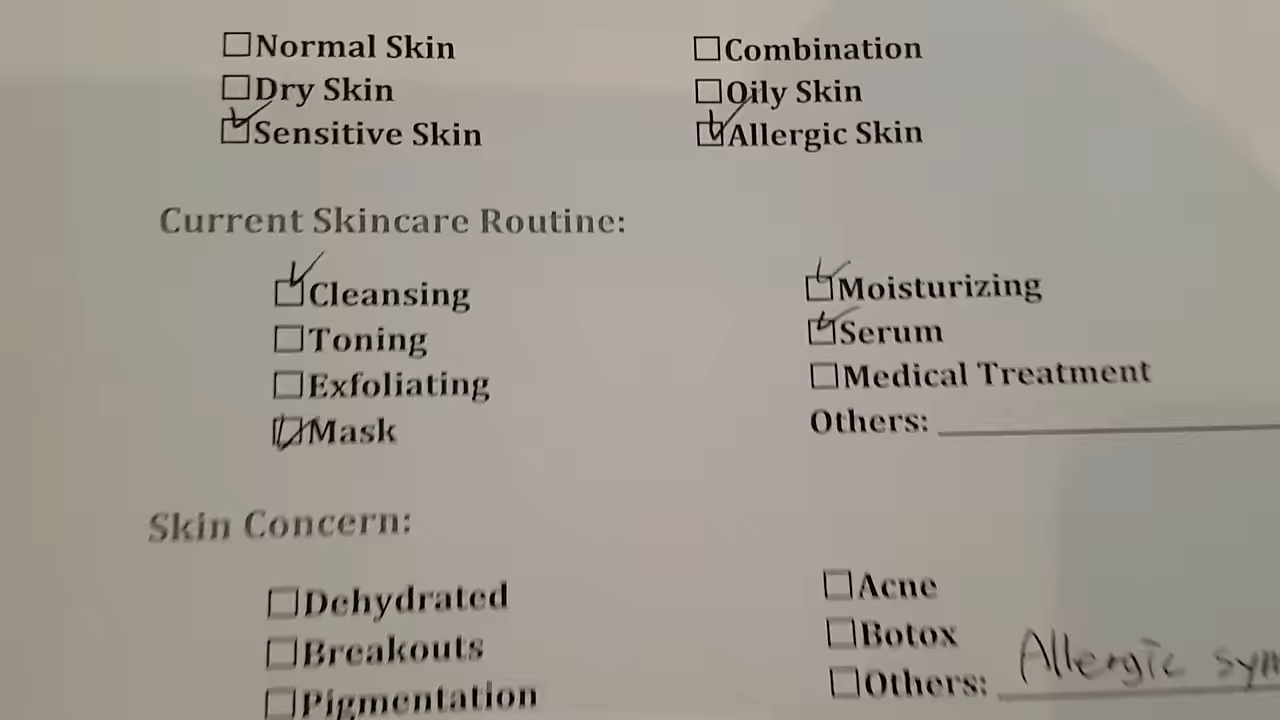 ☐Normal Skin ☐Combination
☐Dry Skin ☐Oily Skin
☑Sensitive Skin ☑Allergic Skin
Current Skincare Routine:
☑Cleansing ☑Moisturizing
☐Toning ☑Serum
☐Exfoliating ☐Medical Treatment
☑Mask Others:
Skin Concern:
☐Dehydrated ☐Acne
☐Breakouts ☐Botox
☐Pigmentation ☐Others: Allergic